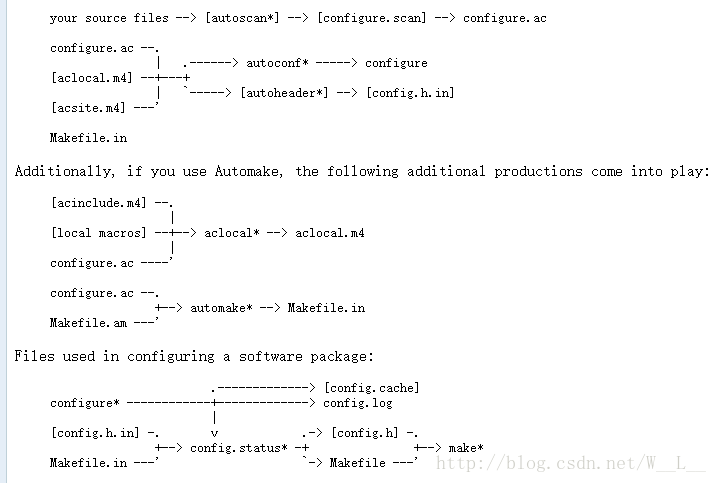 your source files --> [autoscan*] --> [configure.scan] --> configure.ac
configure.ac --.
|   .------> autoconf* -----> configure
[aclocal.m4] --+---+
|   `-----> [autoheader*] --> [config.h.in]
[acsite.m4] ---'
Makefile.in
Additionally, if you use Automake, the following additional productions come into play:
[acinclude.m4] --.
|
[local macros] --+--> aclocal* --> aclocal.m4
|
configure.ac ----'
configure.ac --.
+--> automake* --> Makefile.in
Makefile.am ---'
Files used in configuring a software package:
.-------------> [config.cache]
configure* ------------+-------------> config.log
|
[config.h.in] -.       v            .-> [config.h] -.
+--> config.status* -+               +--> make*
Makefile.in ---'                    `-> Makefile ---'
http://blog.csdn.net/W__L__